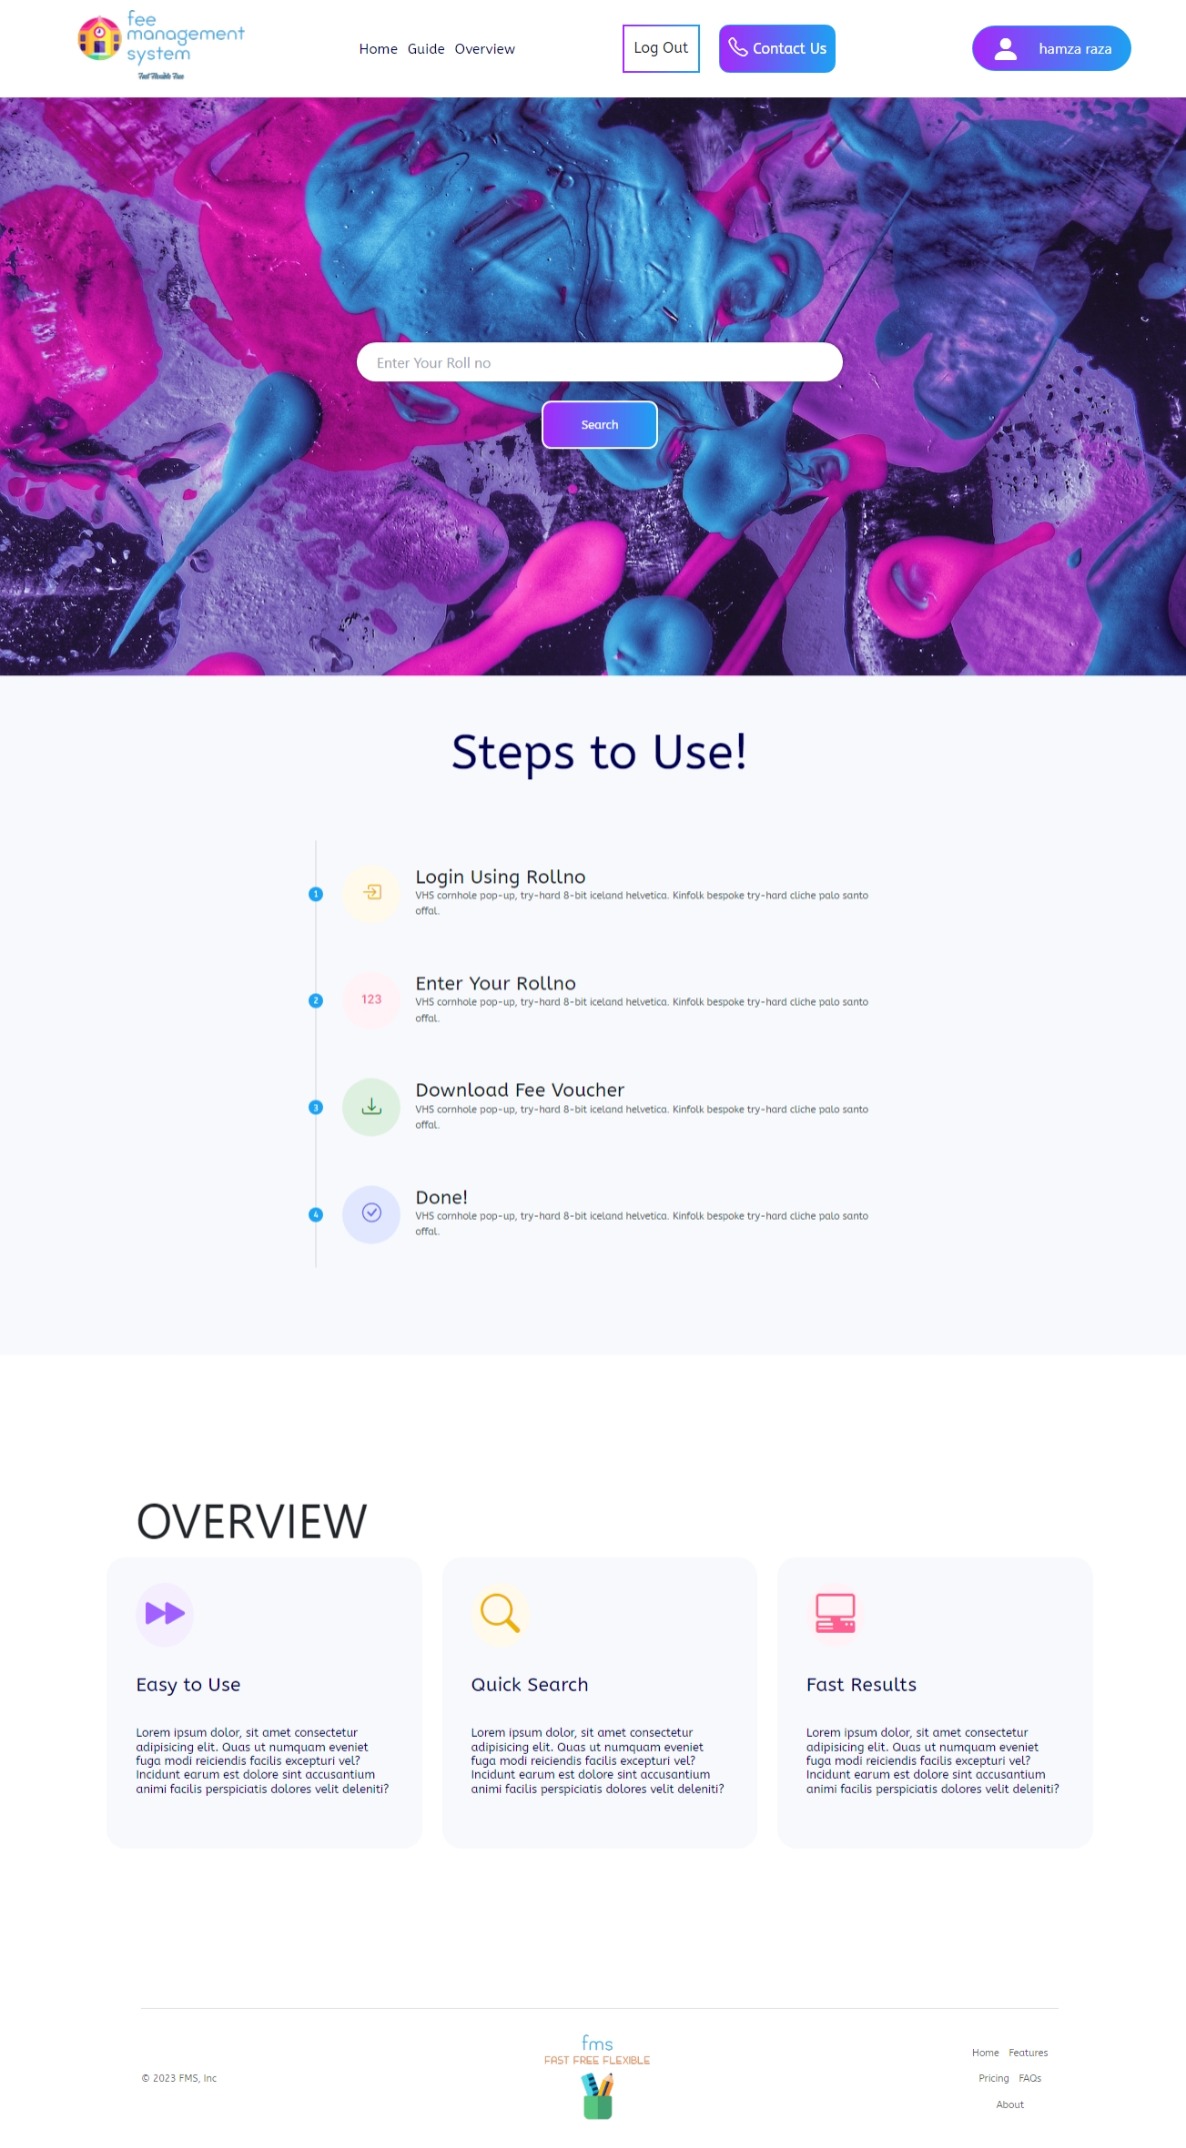 fee
management
system
Fast Flexible Free
Home Guide Overview
Log Out
Contact Us
hamza raza
Enter Your Roll no
Search
Steps to Use!
1
Login Using Rollno
VHS cornhole pop-up, try-hard 8-bit iceland helvetica. Kinfolk bespoke try-hard cliche palo santo
offal.
2
123
Enter Your Rollno
VHS cornhole pop-up, try-hard 8-bit iceland helvetica. Kinfolk bespoke try-hard cliche palo santo
offal.
3
Download Fee Voucher
VHS cornhole pop-up, try-hard 8-bit iceland helvetica. Kinfolk bespoke try-hard cliche palo santo
offal.
4
Done!
VHS cornhole pop-up, try-hard 8-bit iceland helvetica. Kinfolk bespoke try-hard cliche palo santo
offal.
OVERVIEW
Easy to Use
Lorem ipsum dolor, sit amet consectetur
adipisicing elit. Quas ut numquam eveniet
fuga modi reiciendis facilis excepturi vel?
Incidunt earum est dolore sint accusantium
animi facilis perspiciatis dolores velit deleniti?
Quick Search
Lorem ipsum dolor, sit amet consectetur
adipisicing elit. Quas ut numquam eveniet
fuga modi reiciendis facilis excepturi vel?
Incidunt earum est dolore sint accusantium
animi facilis perspiciatis dolores velit deleniti?
Fast Results
Lorem ipsum dolor, sit amet consectetur
adipisicing elit. Quas ut numquam eveniet
fuga modi reiciendis facilis excepturi vel?
Incidunt earum est dolore sint accusantium
animi facilis perspiciatis dolores velit deleniti?
© 2023 FMS, Inc
fms
FAST FREE FLEXIBLE
Home Features
Pricing FAQs
About